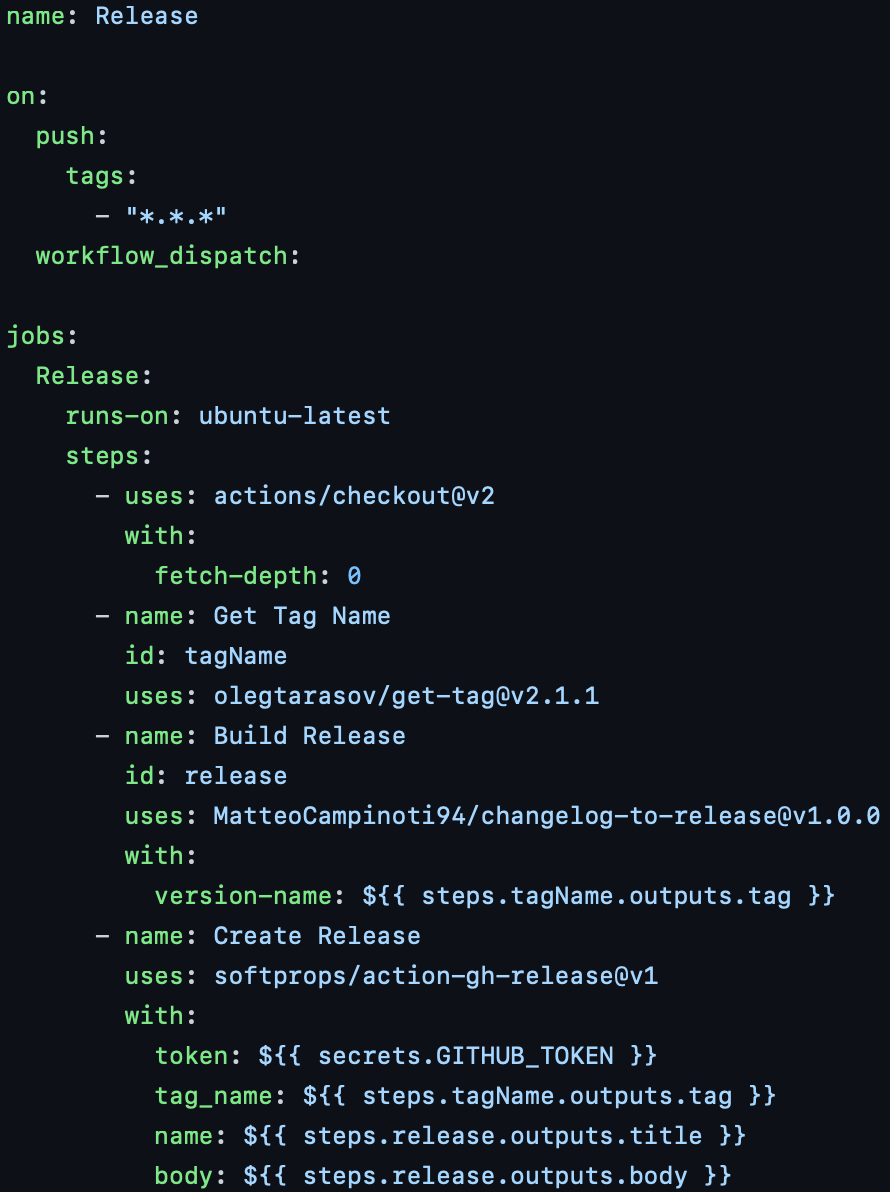 name: Release
on:
push:
tags:
- "*.*.*"
workflow_dispatch:
jobs:
Release:
runs-on: ubuntu-latest
steps:
- uses: actions/checkout@v2
with:
fetch-depth: 0
- name: Get Tag Name
id: tagName
uses: olegtarasov/get-tag@v2.1.1
- name: Build Release
id: release
uses: MatteoCampinoti94/changelog-to-release@v1.0.0
with:
version-name: ${{ steps.tagName.outputs.tag }}
- name: Create Release
uses: softprops/action-gh-release@v1
with:
token: ${{ secrets.GITHUB_TOKEN }}
tag_name: ${{ steps.tagName.outputs.tag }}
name: ${{ steps.release.outputs.title }}
body: ${{ steps.release.outputs.body }}